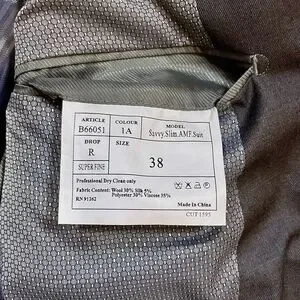 ARTICLE COLOUR MODEL
B66051 1A Savvy.Slim.AMF.Suit
DROP SIZE
R 38
SUPER FINE
Professional Dry Clean only
Fabric Content: Wool 30% Silk 5%
Polyester 30% Viscose 35%
RN 91262 Made in China
CUT 1595